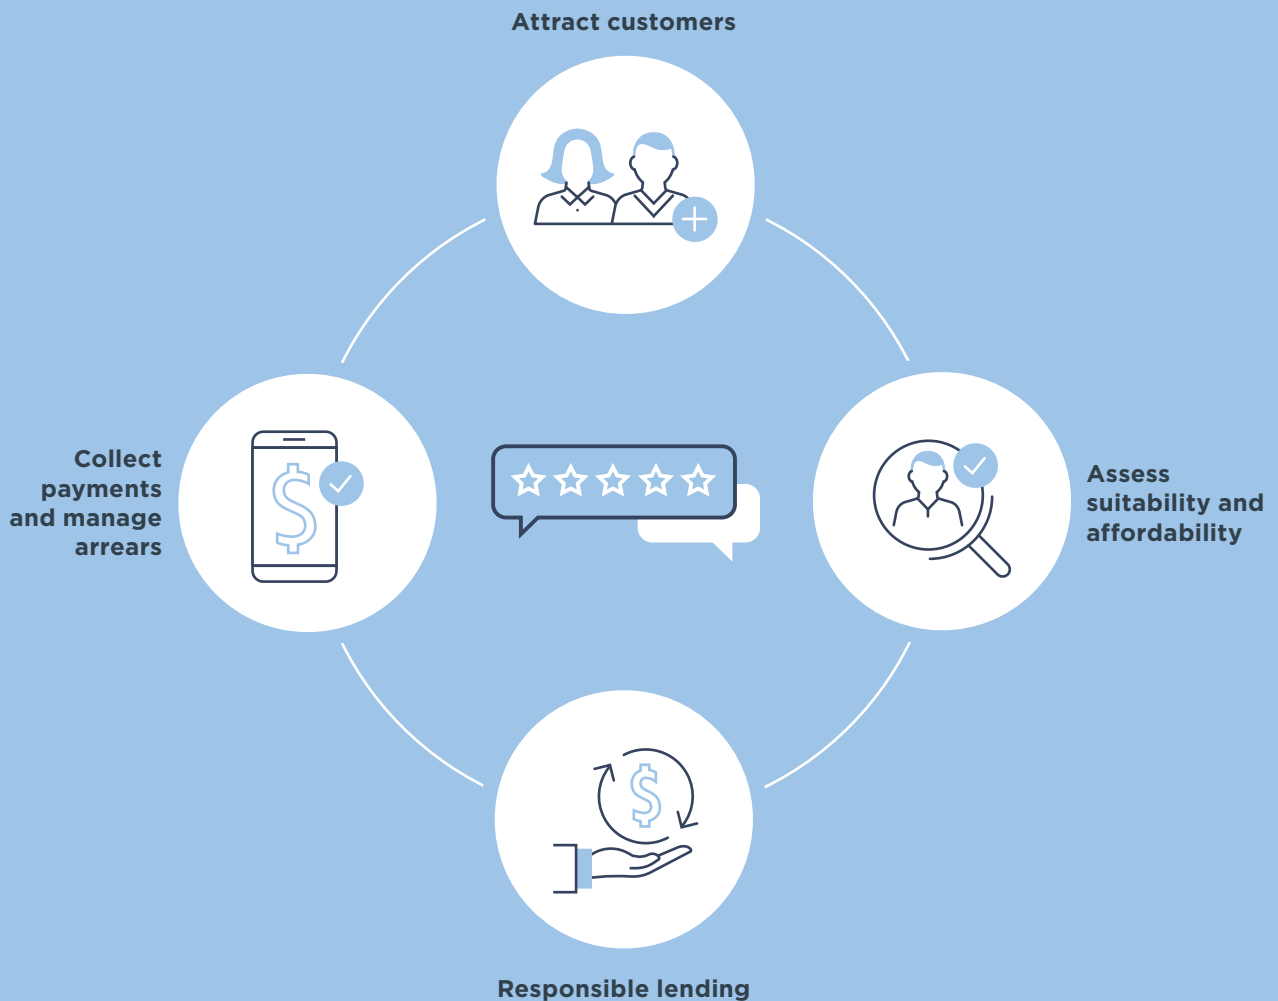 Attract customers
Collect
payments
and manage
arrears
Assess
suitability and
affordability
Responsible lending